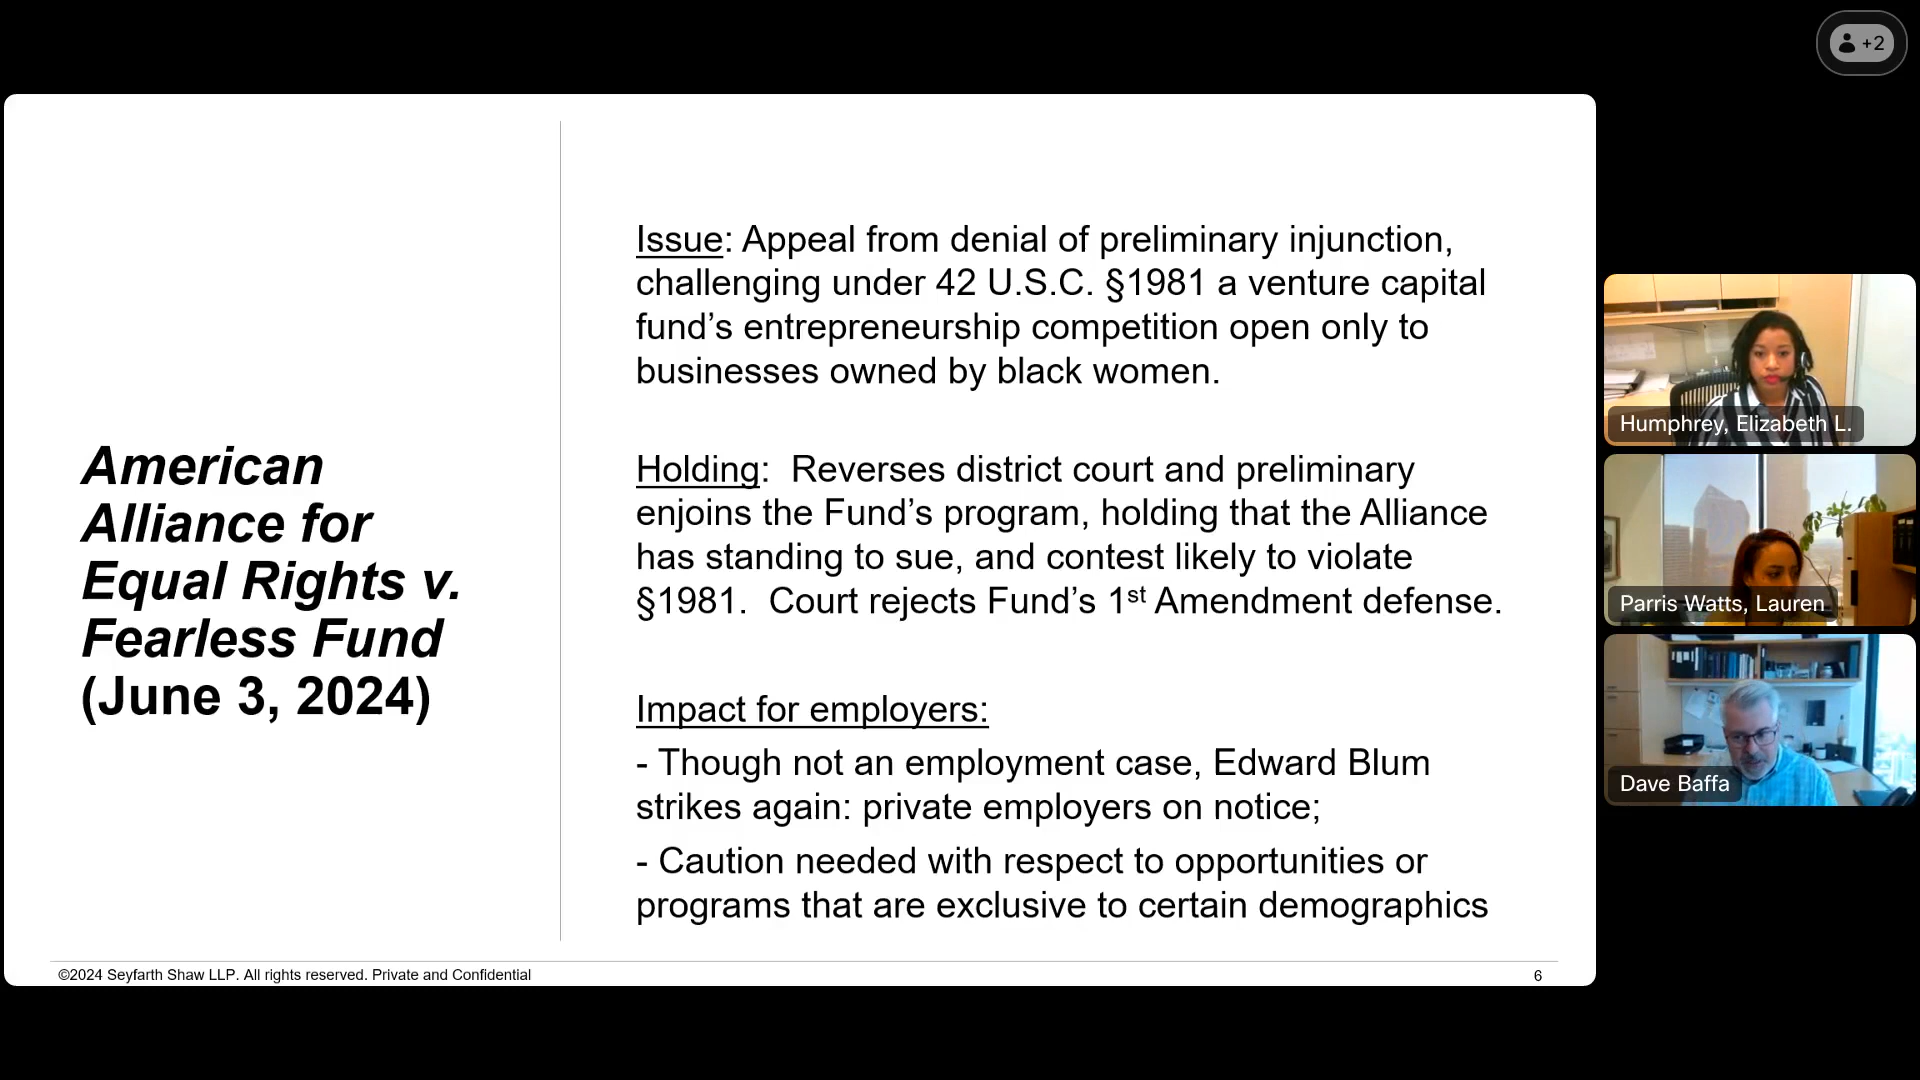 +2
American
Alliance for
Equal Rights v.
Fearless Fund
(June 3, 2024)
Issue: Appeal from denial of preliminary injunction,
challenging under 42 U.S.C. §1981 a venture capital
fund’s entrepreneurship competition open only to
businesses owned by black women.
Holding:  Reverses district court and preliminary
enjoins the Fund’s program, holding that the Alliance
has standing to sue, and contest likely to violate
§1981.  Court rejects Fund’s 1st Amendment defense.
Impact for employers:
- Though not an employment case, Edward Blum
strikes again: private employers on notice;
- Caution needed with respect to opportunities or
programs that are exclusive to certain demographics
©2024 Seyfarth Shaw LLP. All rights reserved. Private and Confidential
6
Humphrey, Elizabeth L.
Parris Watts, Lauren
Dave Baffa